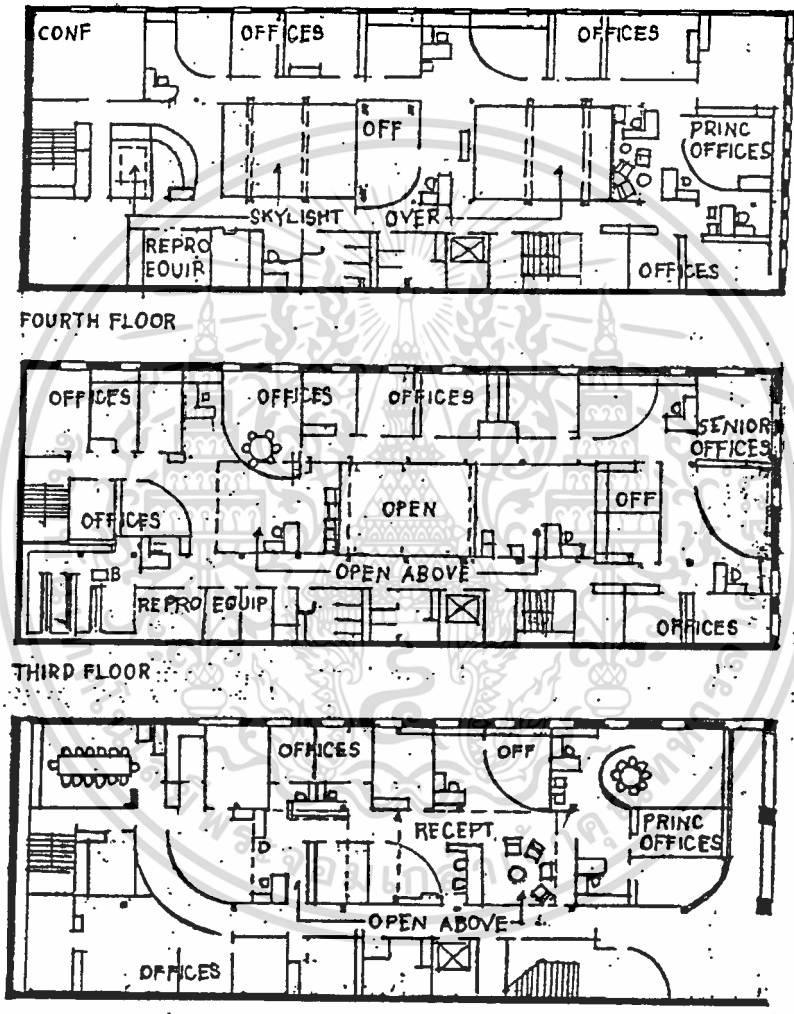 CONF
OFFICES
OFFICES
OFF
PRINC
OFFICES
SKYLISHT
OVER
REPRO
EQUIP
OFFICES
FOURTH FLOOR
OFFICES
OFFICES
OFFICES
SENIOR
OFFICES
OPEN
OFF
OFFICES
OPEN ABOVE
B
D
REPRO EQUIP
OFFICES
THIRD FLOOR
OFFICES
OFF
RECEPT
PRINC
OFFICES
OPEN ABOVE
OFFICES